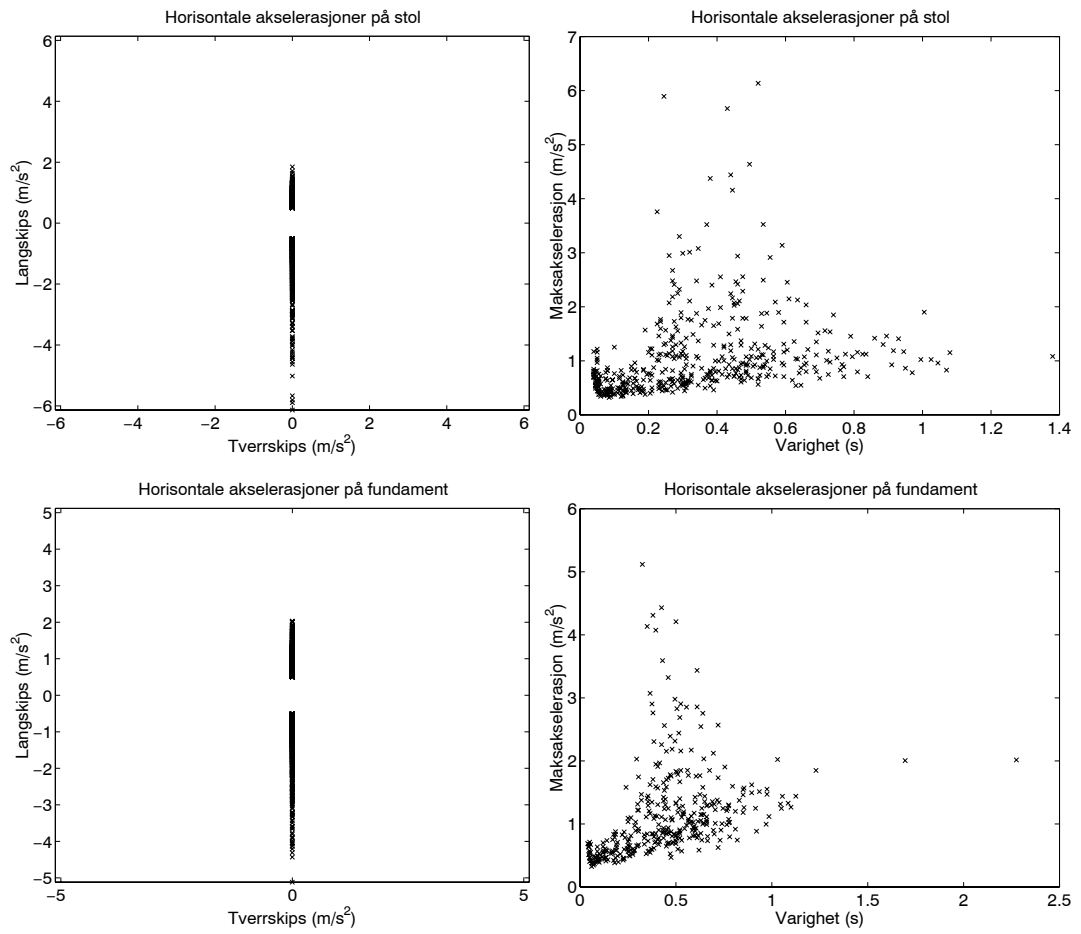 Horisontale akselerasjoner på stol
6
4
2
0
−2
−4
−6
Langskips (m/s²)
−6 −4 −2 0 2 4 6
Tverrskips (m/s²)
Horisontale akselerasjoner på stol
7
6
5
4
3
2
1
0
Maksakselerasjon (m/s²)
0 0.2 0.4 0.6 0.8 1 1.2 1.4
Varighet (s)
Horisontale akselerasjoner på fundament
5
4
3
2
1
0
−1
−2
−3
−4
−5
Langskips (m/s²)
−5 0 5
Tverrskips (m/s²)
Horisontale akselerasjoner på fundament
6
5
4
3
2
1
0
Maksakselerasjon (m/s²)
0 0.5 1 1.5 2 2.5
Varighet (s)